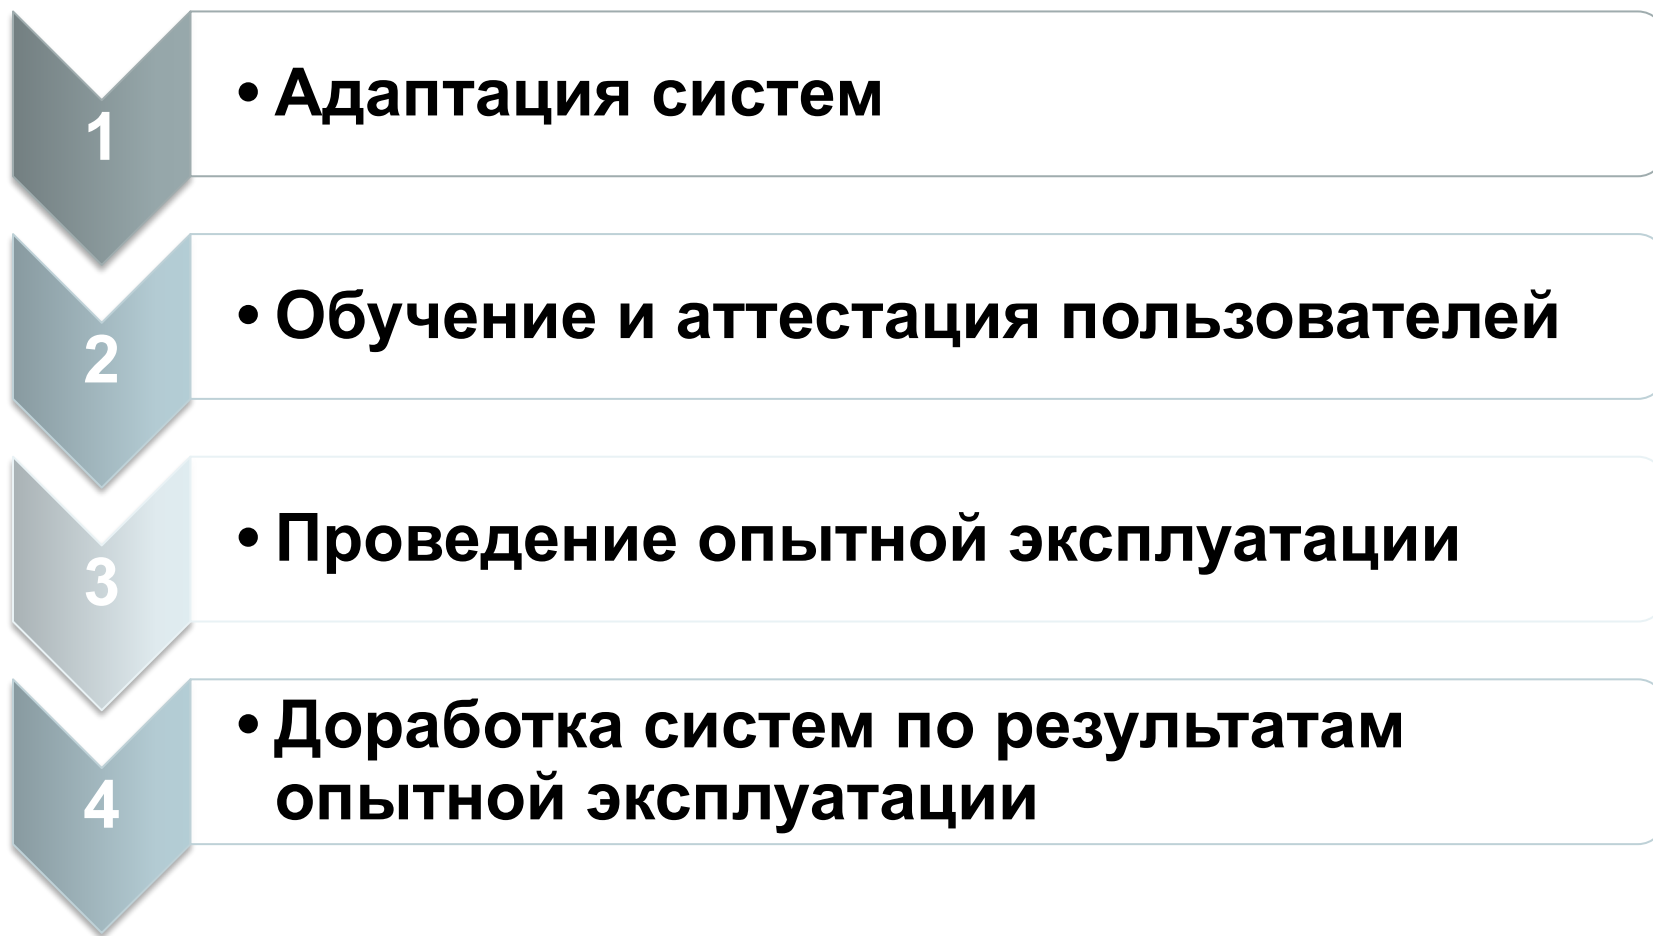 1
• Адаптация систем
2
• Обучение и аттестация пользователей
3
• Проведение опытной эксплуатации
4
• Доработка систем по результатам
опытной эксплуатации